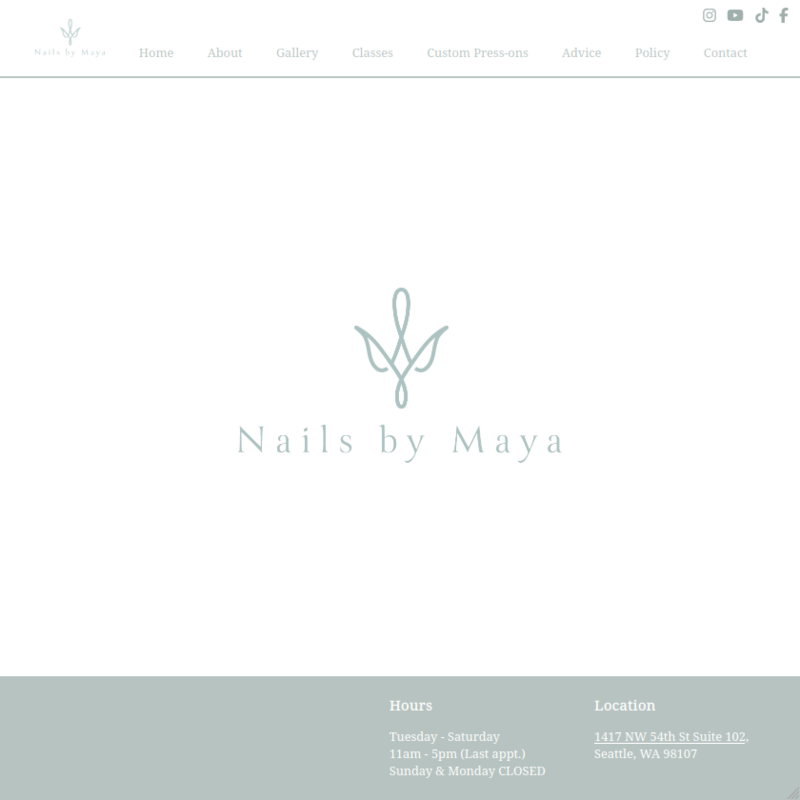 Nails by Maya
Home About Gallery Classes Custom Press-ons Advice Policy Contact
Nails by Maya
Hours
Tuesday - Saturday
11am - 5pm (Last appt.)
Sunday & Monday CLOSED
Location
1417 NW 54th St Suite 102,
Seattle, WA 98107